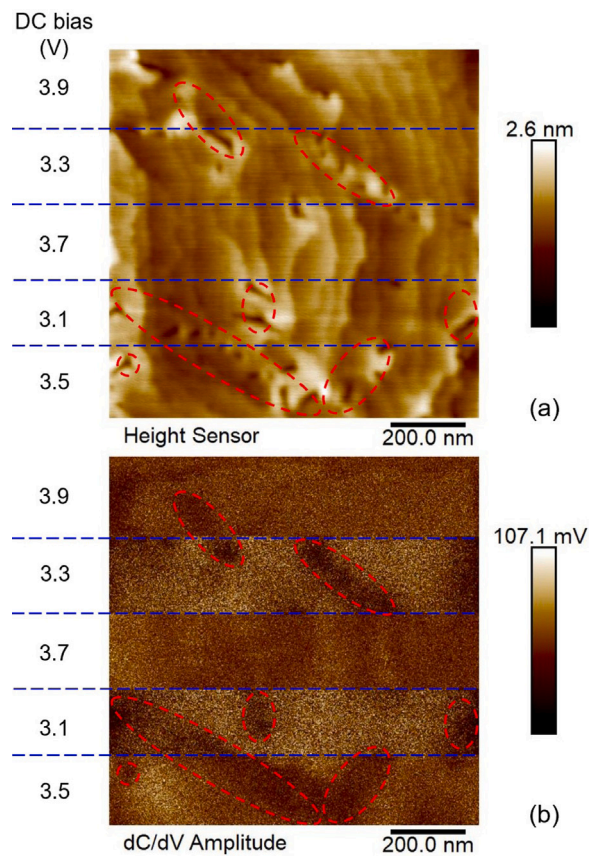 DC bias
(V)
3.9
3.3
3.7
3.1
3.5
2.6 nm
(a)
Height Sensor
200.0 nm
3.9
3.3
3.7
3.1
3.5
107.1 mV
(b)
dC/dV Amplitude
200.0 nm